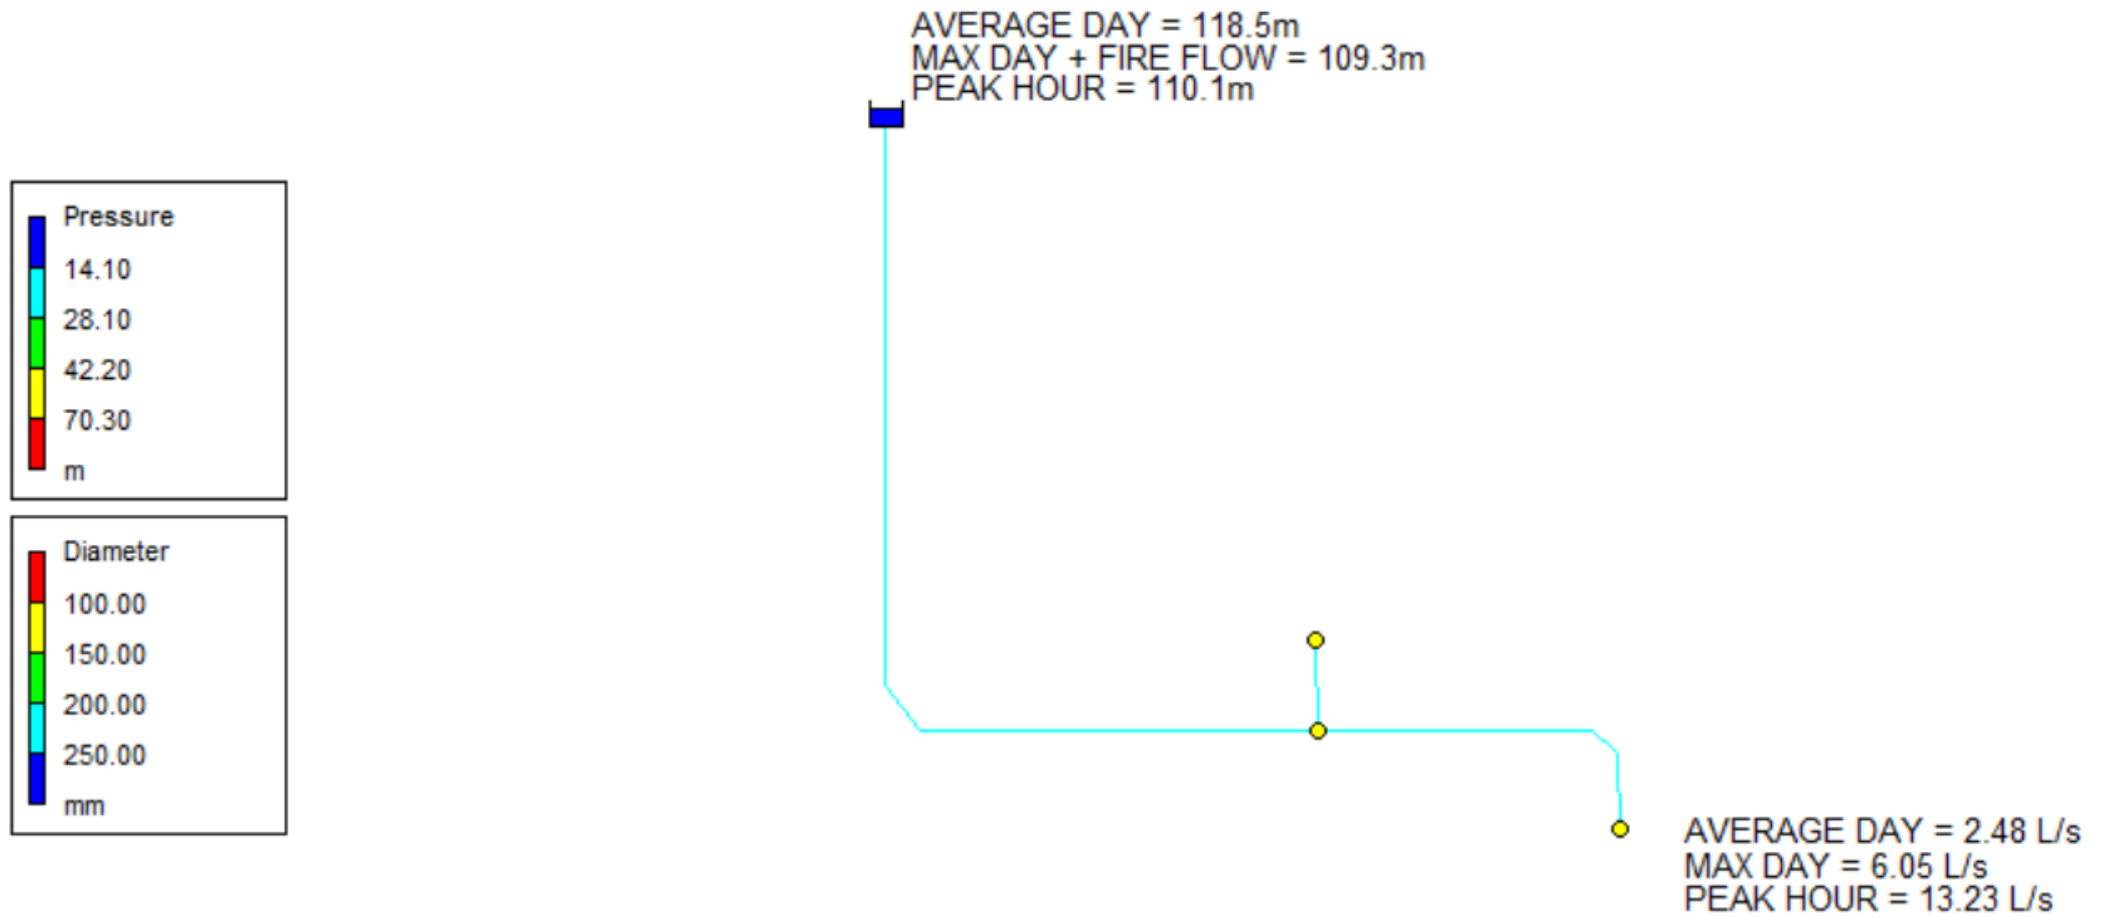 AVERAGE DAY = 118.5m
MAX DAY + FIRE FLOW = 109.3m
PEAK HOUR = 110.1m
Pressure
14.10
28.10
42.20
70.30
m
Diameter
100.00
150.00
200.00
250.00
mm
AVERAGE DAY = 2.48 L/s
MAX DAY = 6.05 L/s
PEAK HOUR = 13.23 L/s